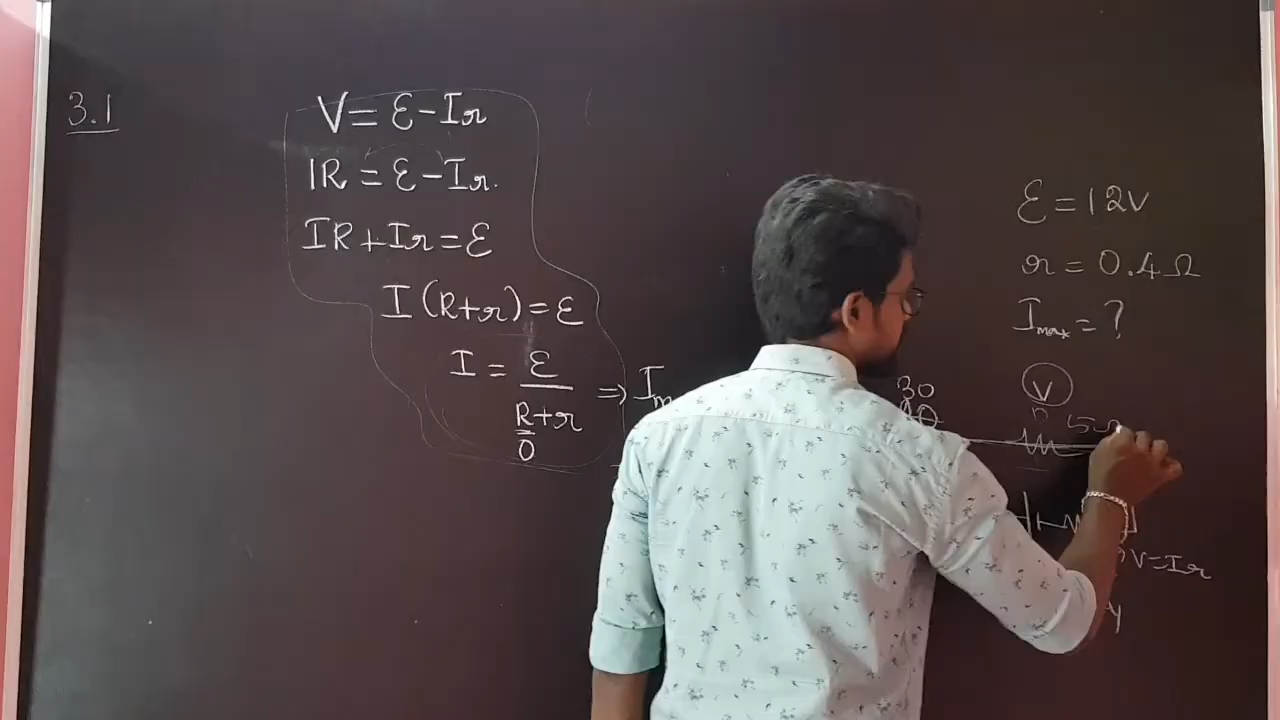 3.1
V = ε - Ir
IR = ε - Ir.
IR + Ir = ε
I (R+r) = ε
I = ε / R+r ⇒ I
0
ε = 12V
r = 0.4 Ω
Imax = ?
V
30
V = Ir